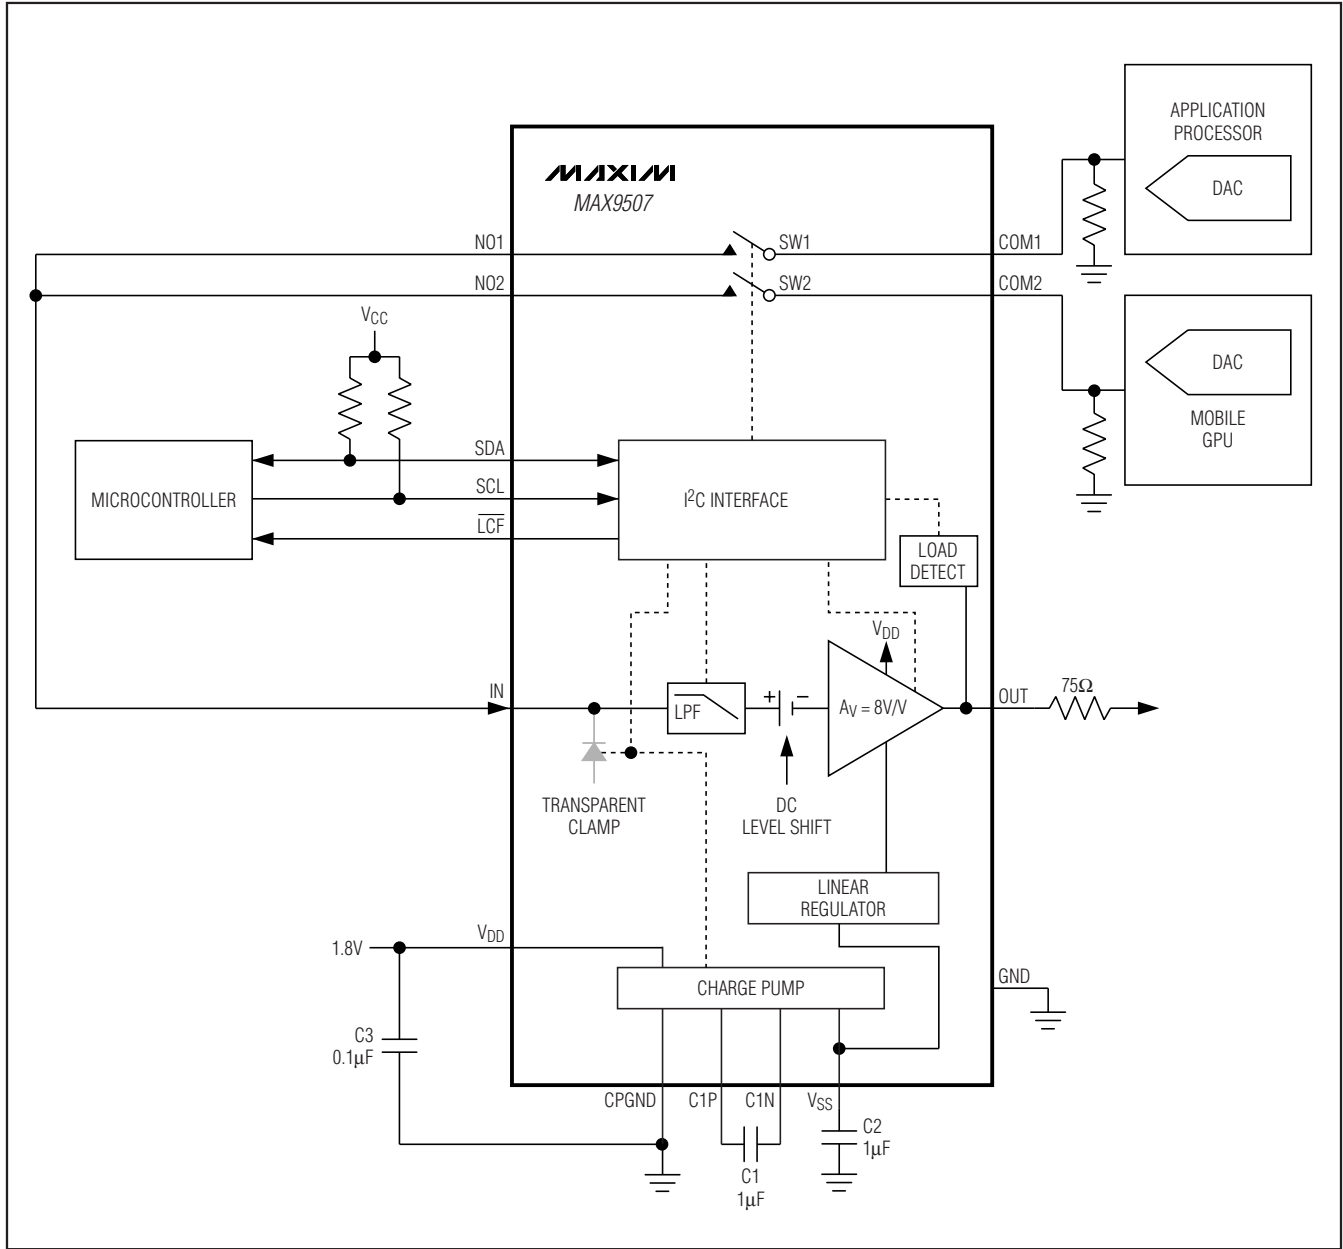 APPLICATION
PROCESSOR
DAC
MAXIM
MAX9507
NO1
SW1
COM1
NO2
SW2
COM2
VCC
DAC
MOBILE
GPU
SDA
SCL
LCF
MICROCONTROLLER
I²C INTERFACE
LOAD
DETECT
VDD
IN
LPF
+
−
AV = 8V/V
OUT
75Ω
TRANSPARENT
CLAMP
DC
LEVEL SHIFT
LINEAR
REGULATOR
1.8V
VDD
CHARGE PUMP
GND
C3
0.1µF
CPGND
C1P
C1N
VSS
C2
1µF
C1
1µF